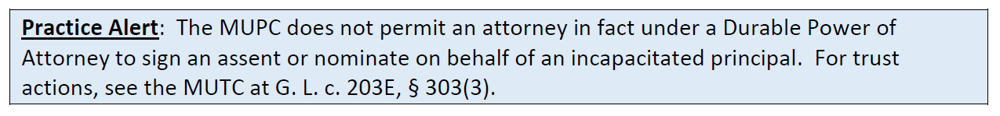 Practice Alert:  The MUPC does not permit an attorney in fact under a Durable Power of
Attorney to sign an assent or nominate on behalf of an incapacitated principal.  For trust
actions, see the MUTC at G. L. c. 203E, § 303(3).